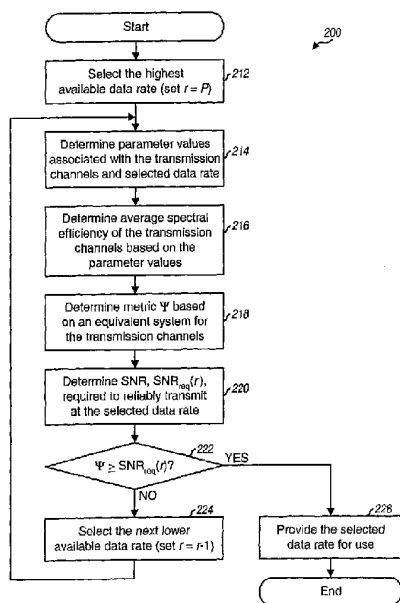 Start
200
Select the highest
available data rate (set r = P)
212
Determine parameter values
associated with the transmission
channels and selected data rate
214
Determine average spectral
efficiency of the transmission
channels based on the
parameter values
216
Determine metric Ψ based
on an equivalent system for
the transmission channels
218
Determine SNR, SNRreq(r),
required to reliably transmit
at the selected data rate
220
222
Ψ ≥ SNRreq(r)?
YES
NO
224
Select the next lower
available data rate (set r = r-1)
226
Provide the selected
data rate for use
End